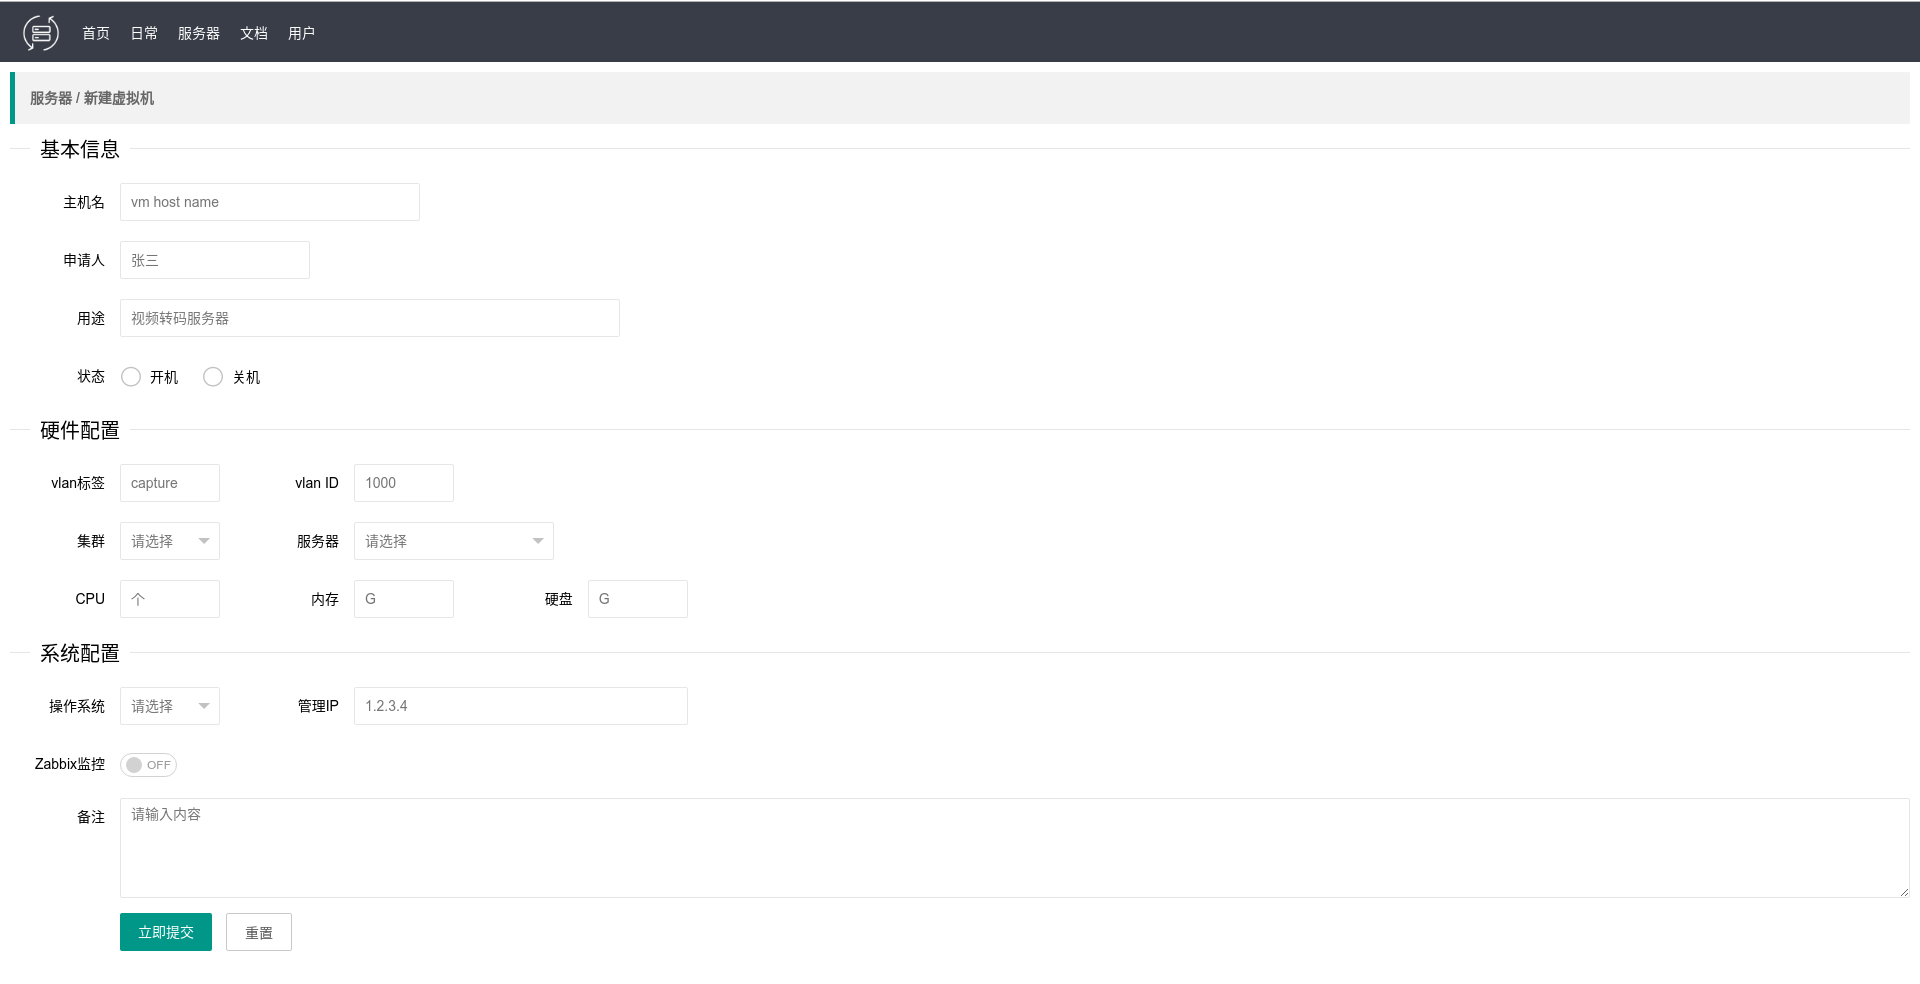 首页 日常 服务器 文档 用户
服务器 / 新建虚拟机
基本信息
主机名 vm host name
申请人 张三
用途 视频转码服务器
状态 开机 关机
硬件配置
vlan标签 capture vlan ID 1000
集群 请选择 服务器 请选择
CPU 个 内存 G 硬盘 G
系统配置
操作系统 请选择 管理IP 1.2.3.4
Zabbix监控 OFF
备注 请输入内容
立即提交 重置